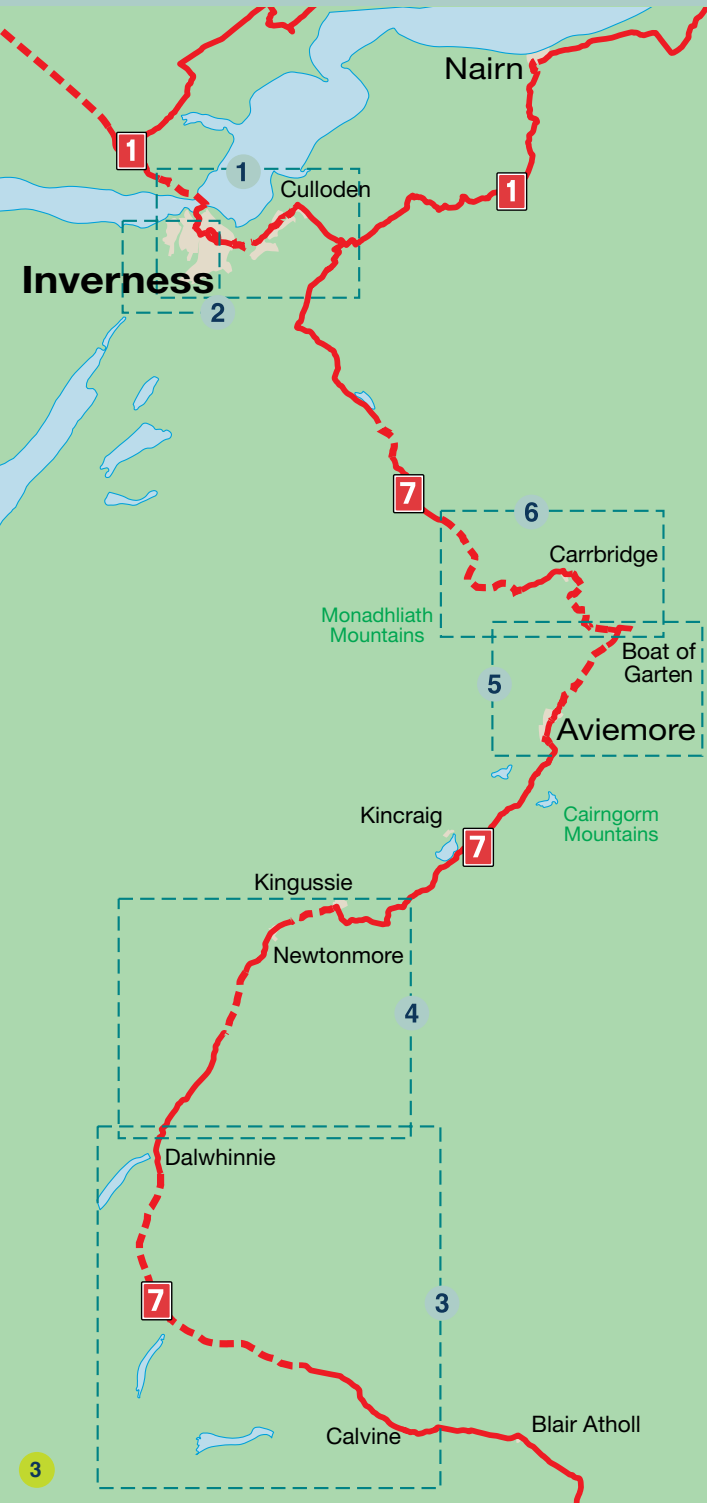 Nairn
1
1
Culloden
1
Inverness
2
7
6
Carrbridge
Monadhliath
Mountains
Boat of
Garten
5
Aviemore
Kincraig
Cairngorm
Mountains
7
Kingussie
Newtonmore
4
Dalwhinnie
7
3
Calvine
Blair Atholl
3